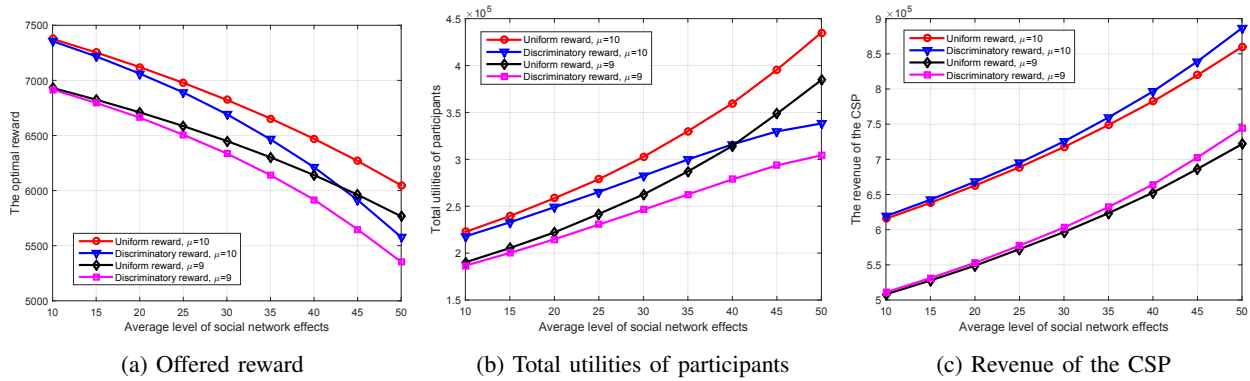 7500
7000
6500
6000
5500
5000
The optimal reward
Uniform reward, μ=10
Discriminatory reward, μ=10
Uniform reward, μ=9
Discriminatory reward, μ=9
10 15 20 25 30 35 40 45 50
Average level of social network effects
(a) Offered reward
4.5 ×10⁵
4
3.5
3
2.5
2
1.5
Total utilities of participants
Uniform reward, μ=10
Discriminatory reward, μ=10
Uniform reward, μ=9
Discriminatory reward, μ=9
10 15 20 25 30 35 40 45 50
Average level of social network effects
(b) Total utilities of participants
9 ×10⁵
8.5
8
7.5
7
6.5
6
5.5
5
The revenue of the CSP
Uniform reward, μ=10
Discriminatory reward, μ=10
Uniform reward, μ=9
Discriminatory reward, μ=9
10 15 20 25 30 35 40 45 50
Average level of social network effects
(c) Revenue of the CSP